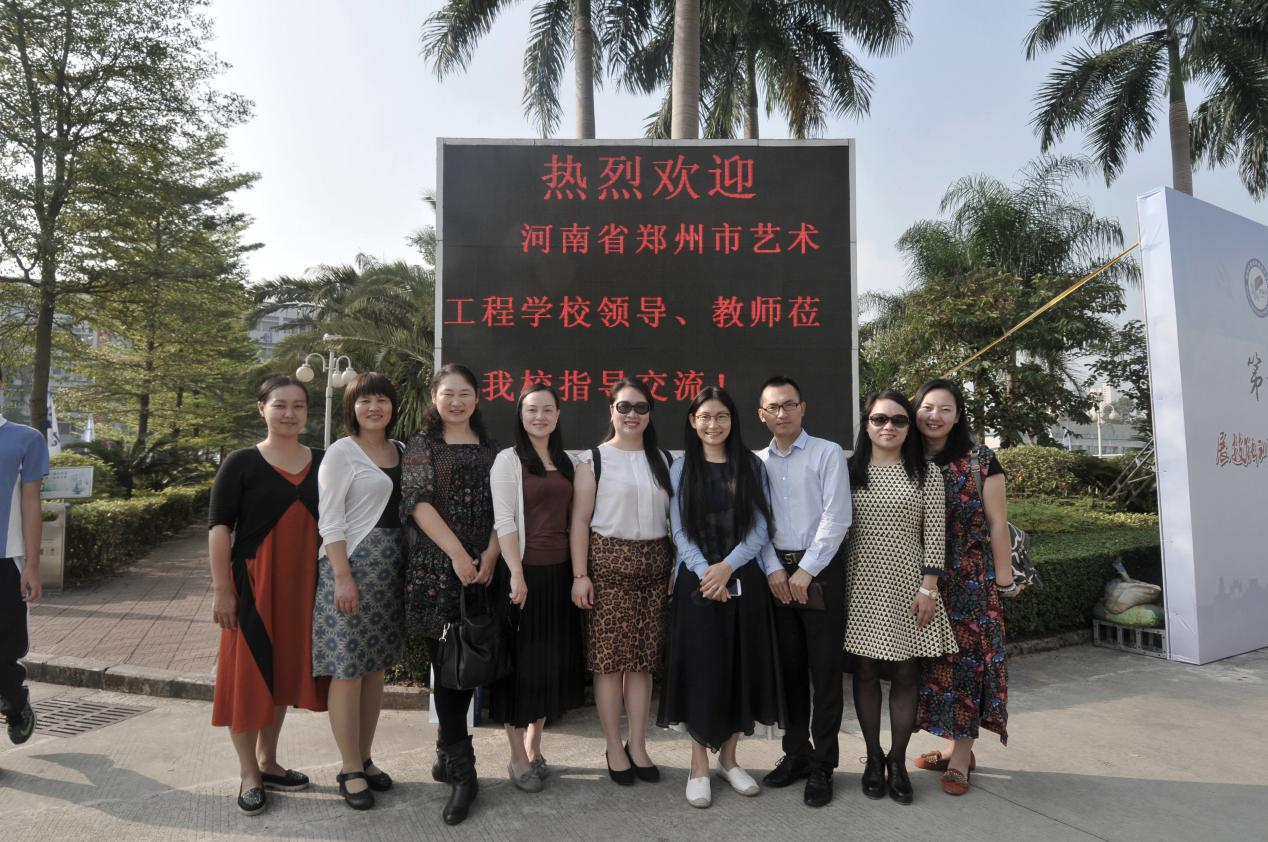 热烈欢迎
河南省郑州市艺术
工程学校领导、教师莅
我校指导交流!
第